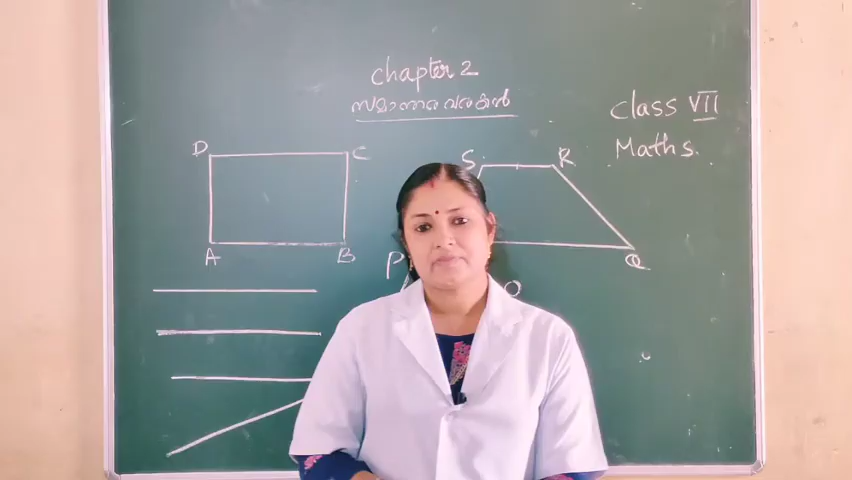 Chapter 2
സമാന്തര വരകൾ
Class VII
Maths.
D C
S R
A B
P Q